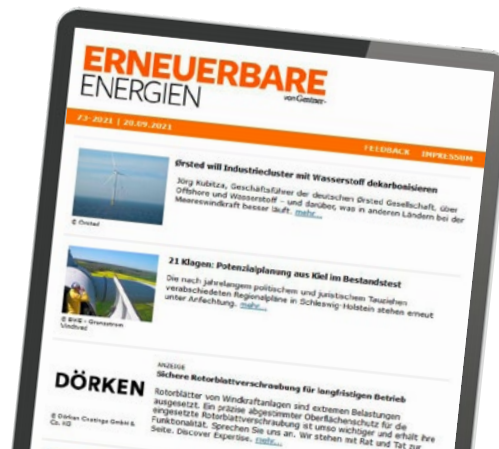 ERNEUERBARE
ENERGIEN
von Gentner
73-2021 | 20.09.2021
FEEDBACK IMPRESSUM
Ørsted will Industriecluster mit Wasserstoff dekarbonisieren
Jörg Kubitza, Geschäftsführer der deutschen Ørsted Gesellschaft, über
Offshore und Wasserstoff – und darüber, was in anderen Ländern bei der
Meereswindkraft besser läuft. mehr...
© Ørsted
21 Klagen: Potenzialplanung aus Kiel im Bestandstest
Die nach jahrelangem politischem und juristischem Tauziehen
verabschiedeten Regionalpläne in Schleswig-Holstein stehen erneut
unter Anfechtung. mehr...
© BWE - Grenzstrom
Vindtved
ANZEIGE
Sichere Rotorblattverschraubung für langfristigen Betrieb
DÖRKEN
Rotorblätter von Windkraftanlagen sind extremen Belastungen
ausgesetzt. Ein präzise abgestimmter Oberflächenschutz für die
eingesetzte Rotorblattverschraubung ist umso wichtiger und erhält ihre
Funktionalität. Sprechen Sie uns an. Wir stehen mit Rat und Tat zur
Seite. Discover Expertise. mehr...
© Dörken Coatings GmbH &
Co. KG